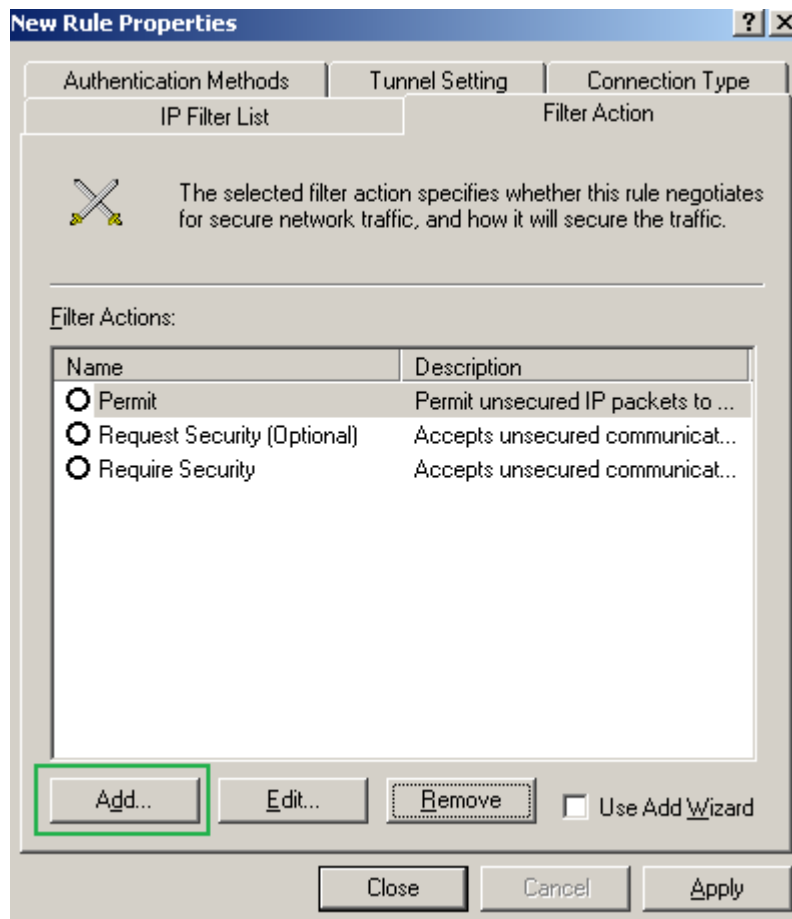 New Rule Properties
Authentication Methods Tunnel Setting Connection Type
IP Filter List Filter Action
The selected filter action specifies whether this rule negotiates
for secure network traffic, and how it will secure the traffic.
Filter Actions:
Name Description
Permit Permit unsecured IP packets to ...
Request Security (Optional) Accepts unsecured communicat...
Require Security Accepts unsecured communicat...
Add... Edit... Remove Use Add Wizard
Close Cancel Apply